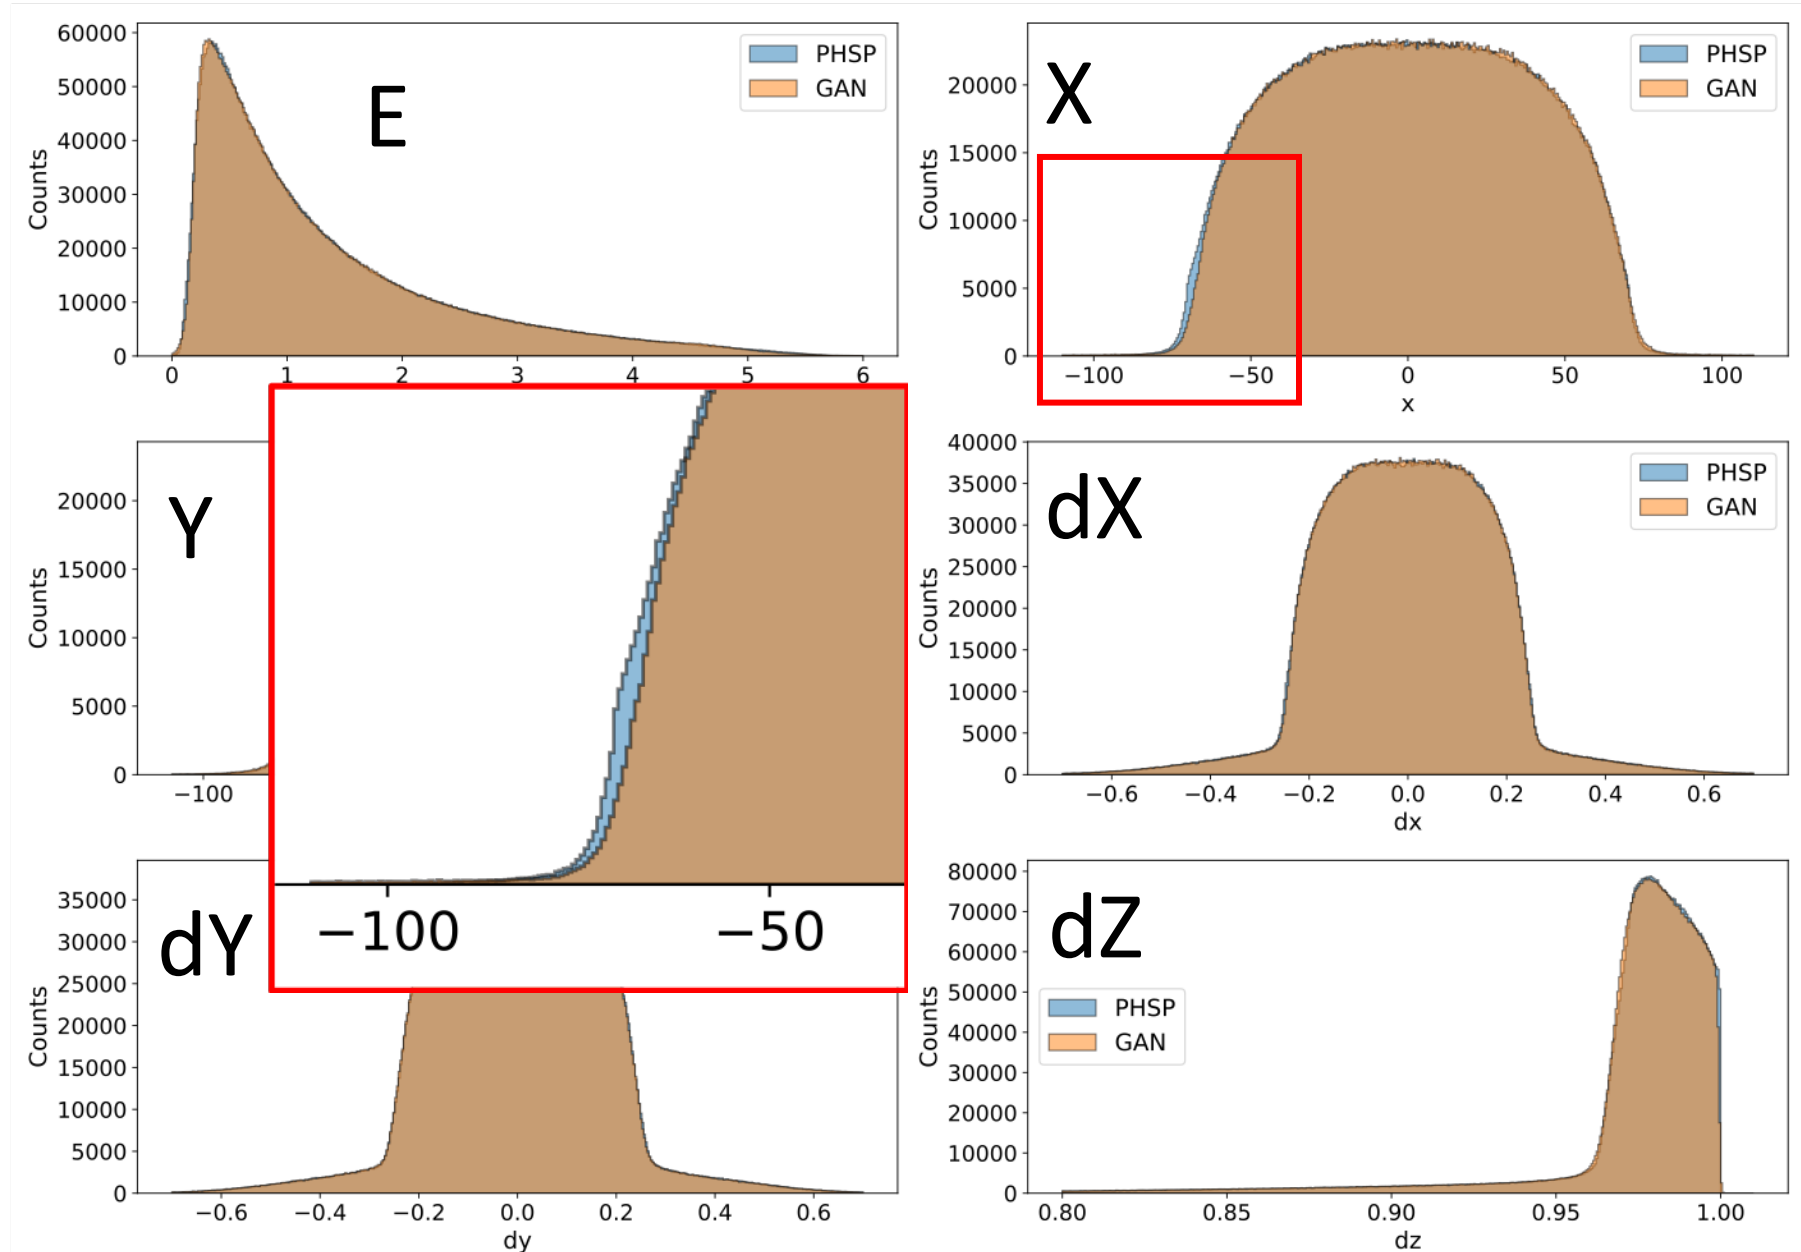 60000
50000
40000
30000
20000
10000
0
Counts
E
PHSP
GAN
0 1 2 3 4 5 6
20000
15000
10000
5000
0
Counts
X
PHSP
GAN
−100 −50 0 50 100
x
20000
15000
10000
5000
0
Counts
Y
−100
−100 −50
40000
35000
30000
25000
20000
15000
10000
5000
0
Counts
dX
PHSP
GAN
−0.6 −0.4 −0.2 0.0 0.2 0.4 0.6
dx
35000
30000
25000
20000
15000
10000
5000
0
Counts
dY
−0.6 −0.4 −0.2 0.0 0.2 0.4 0.6
dy
80000
70000
60000
50000
40000
30000
20000
10000
0
Counts
dZ
PHSP
GAN
0.80 0.85 0.90 0.95 1.00
dz